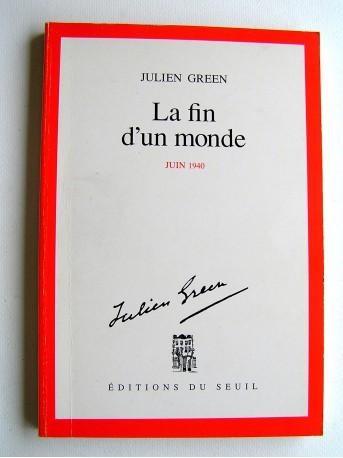 JULIEN GREEN
La fin
d'un monde
JUIN 1940
Julien Green
ÉDITIONS DU SEUIL